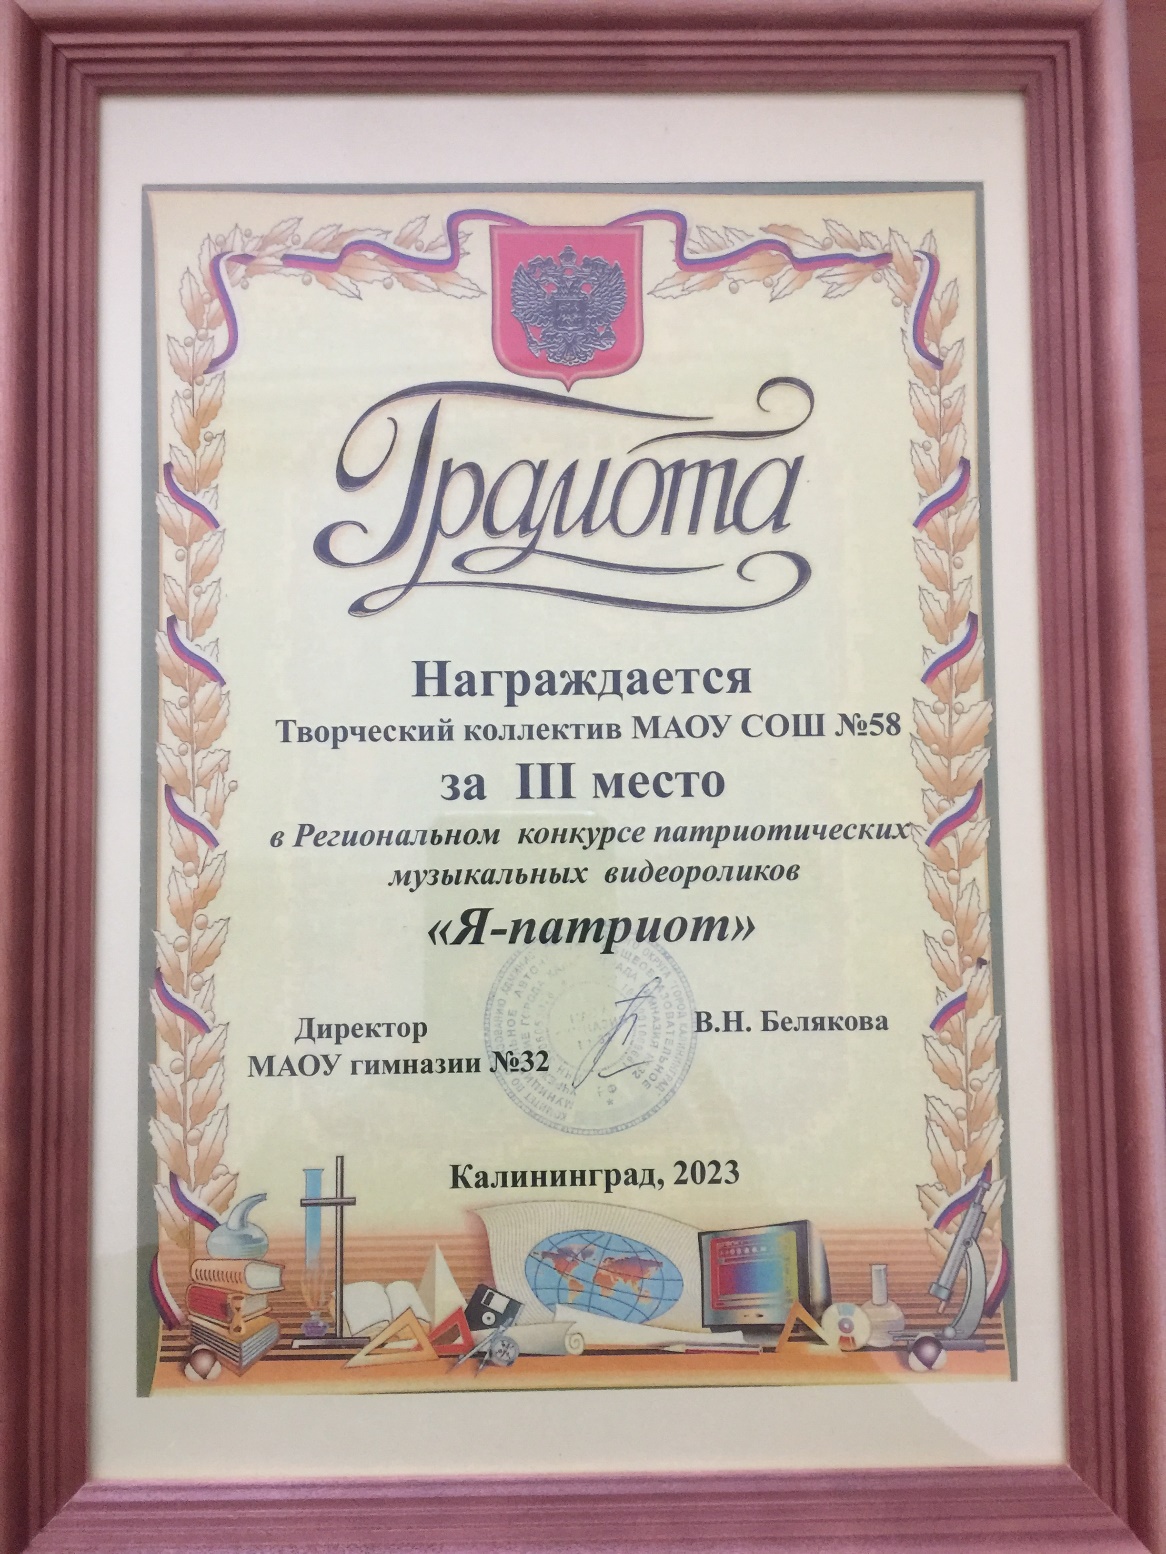 Грамота
Награждается
Творческий коллектив МАОУ СОШ №58
за III место
в Региональном конкурсе патриотических
музыкальных видеороликов
«Я-патриот»
Директор
МАОУ гимназии №32
В.Н. Белякова
Калининград, 2023